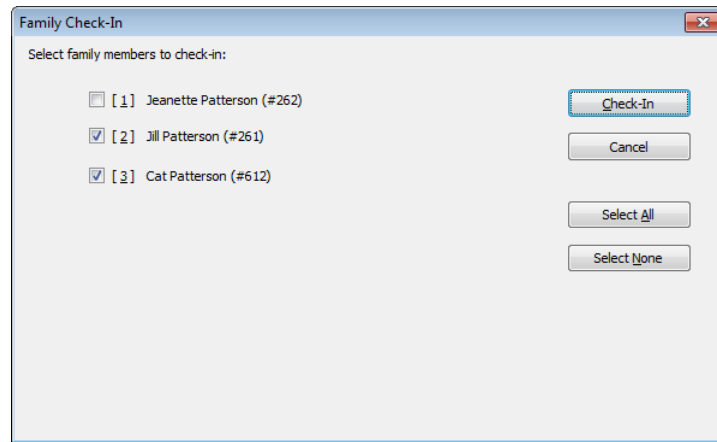 Family Check-In
Select family members to check-in:
[1] Jeanette Patterson (#262)
[2] Jill Patterson (#261)
[3] Cat Patterson (#612)
Check-In
Cancel
Select All
Select None